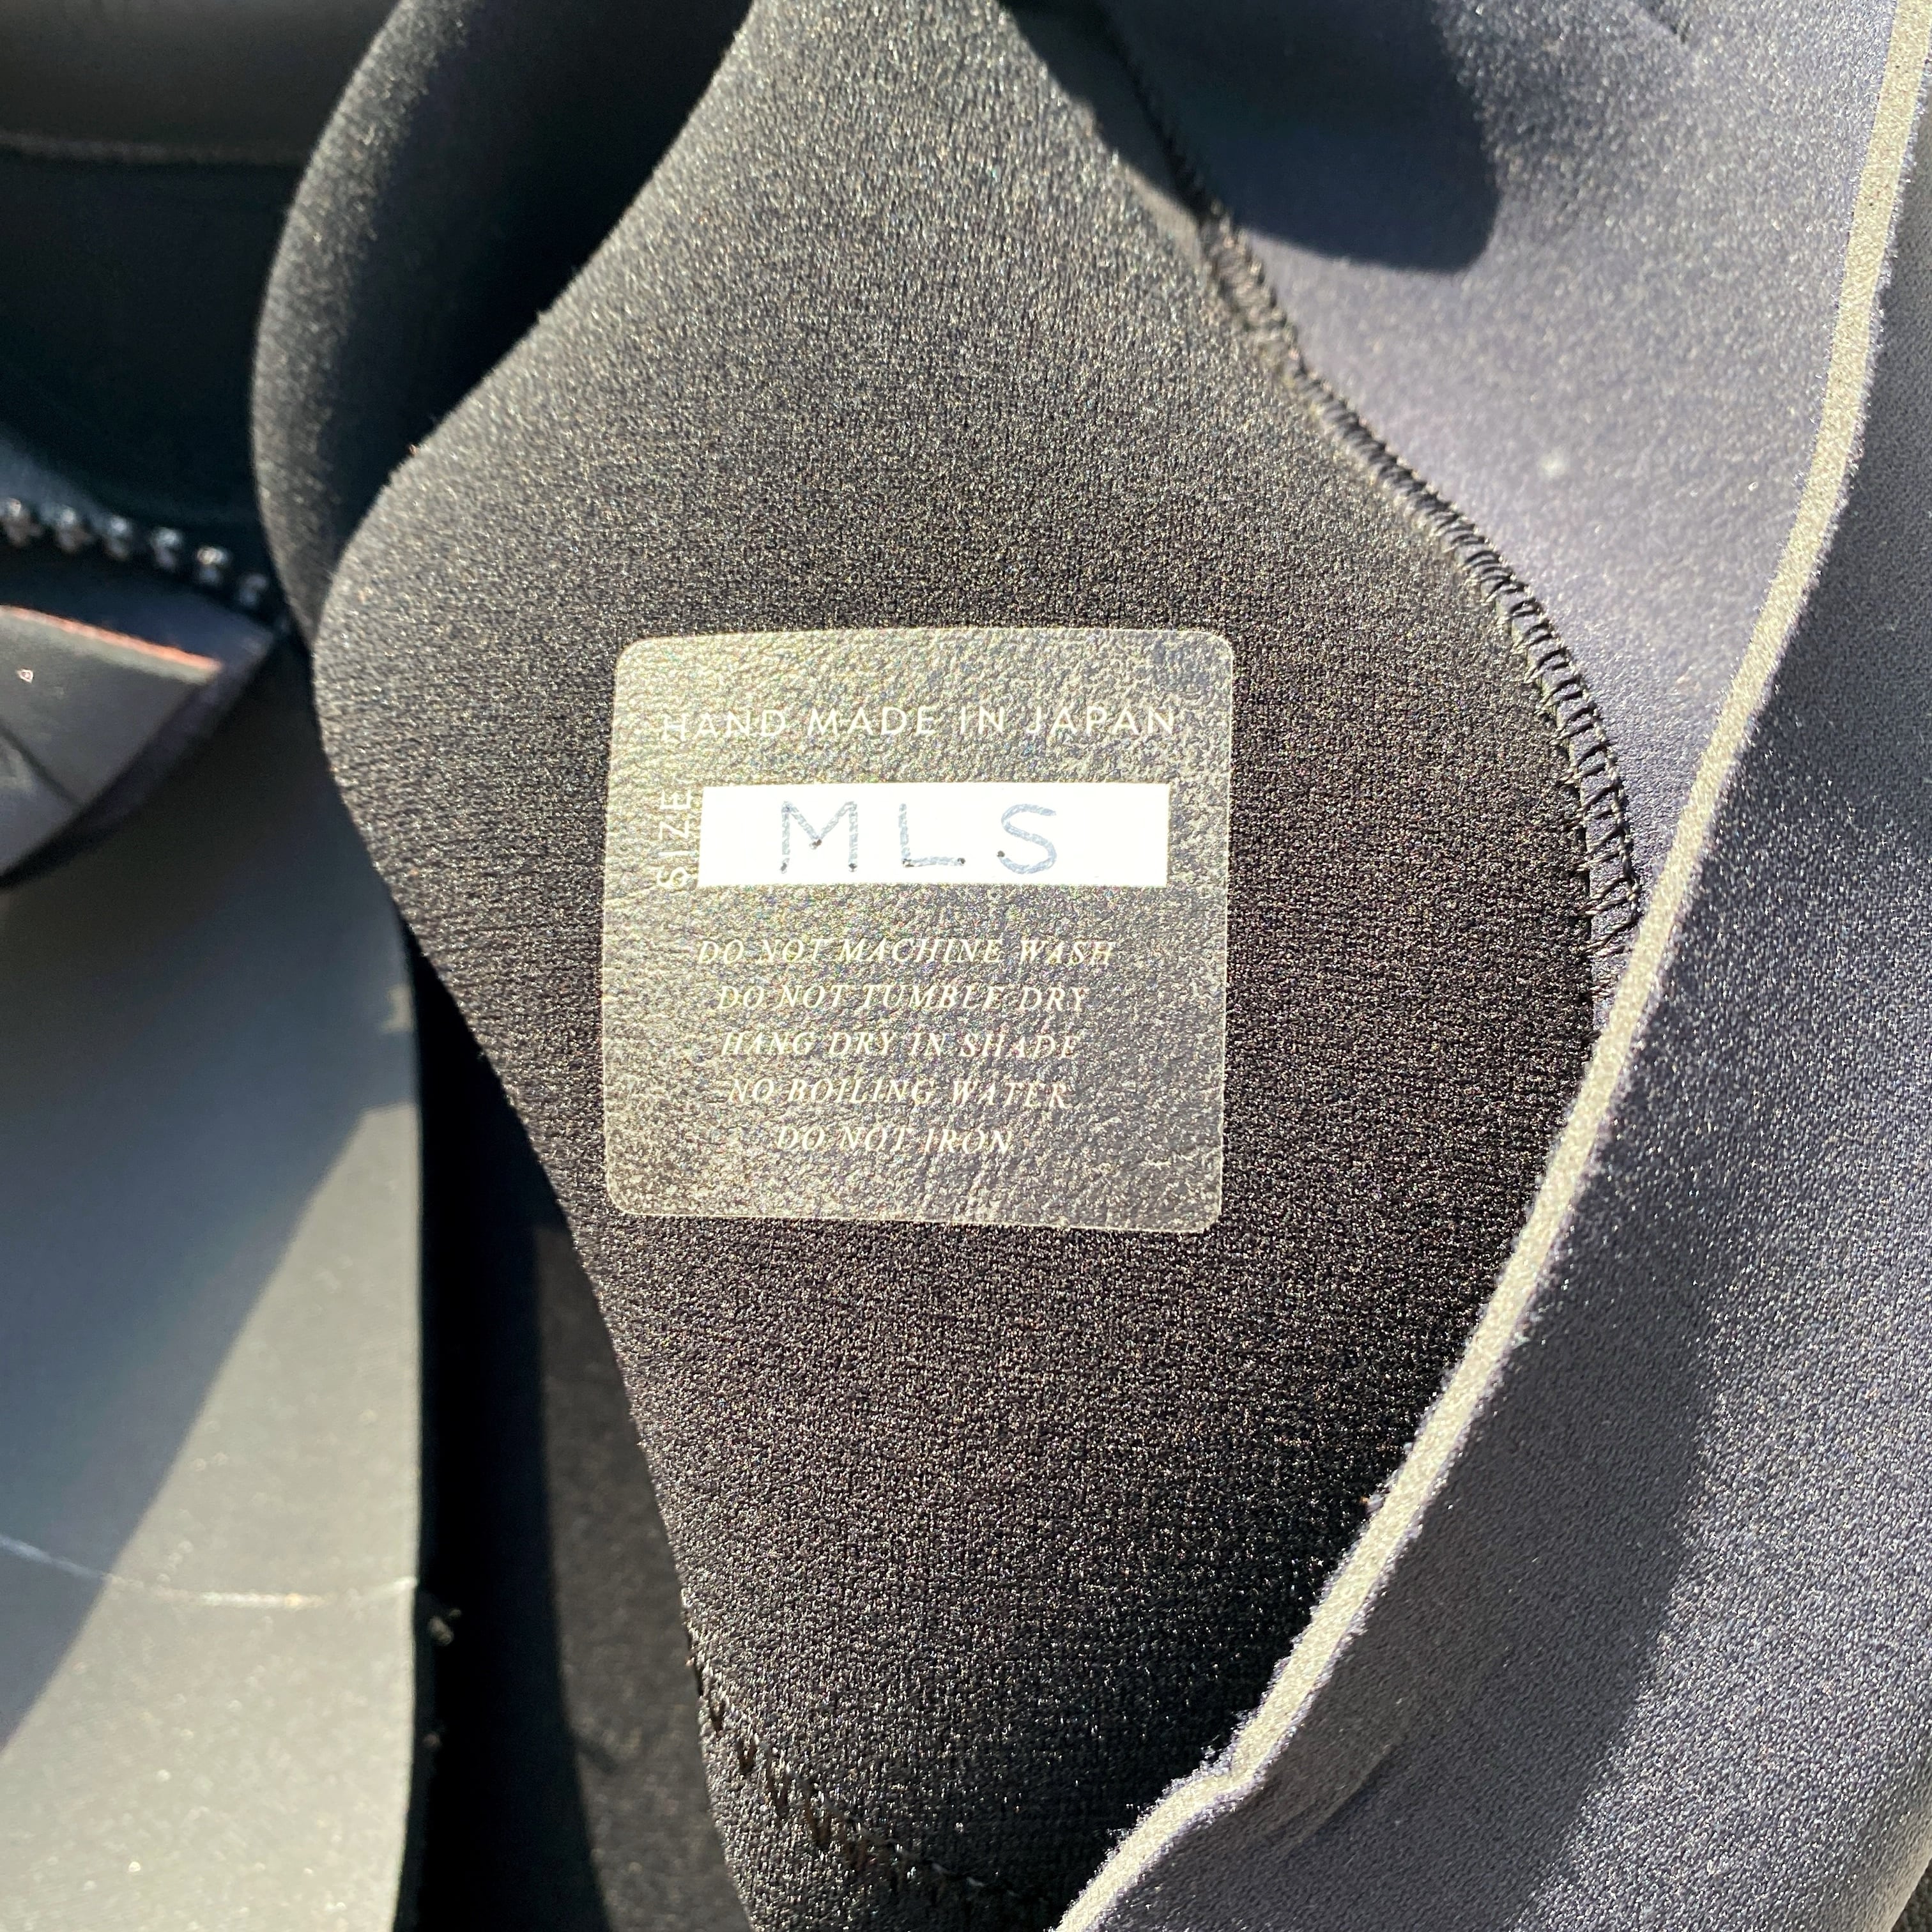 HAND MADE IN JAPAN
SIZE MLS
DO NOT MACHINE WASH
DO NOT TUMBLE DRY
HANG DRY IN SHADE
NO BOILING WATER
DO NOT IRON